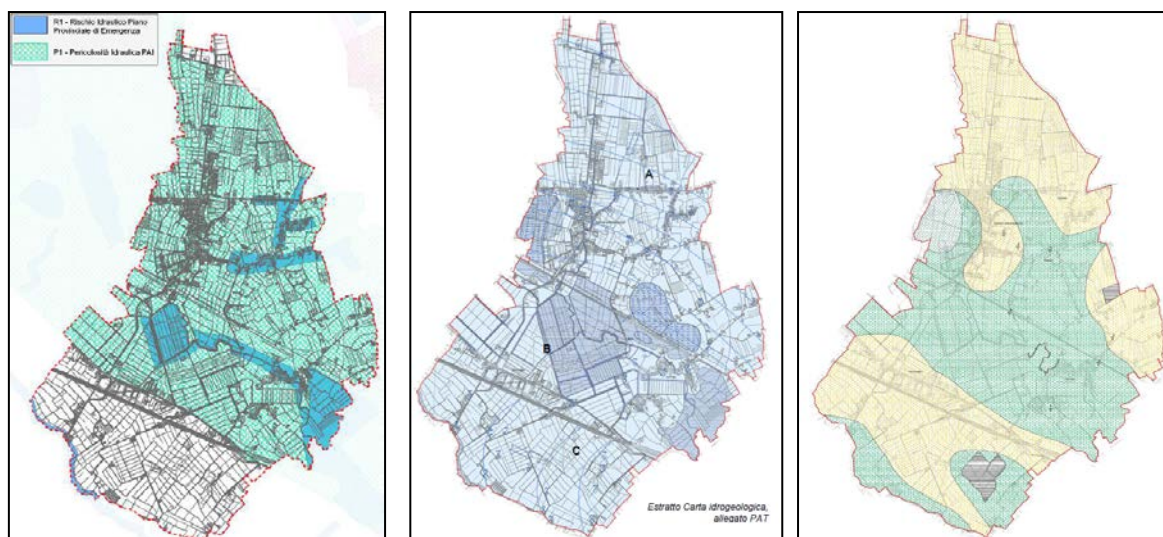 R1 - Rischio Idraulico Piano
Provinciale di Emergenza
P1 - Pericolosità Idraulica PAI
A
B
C
Estratto Carta idrogeologica,
allegato PAT